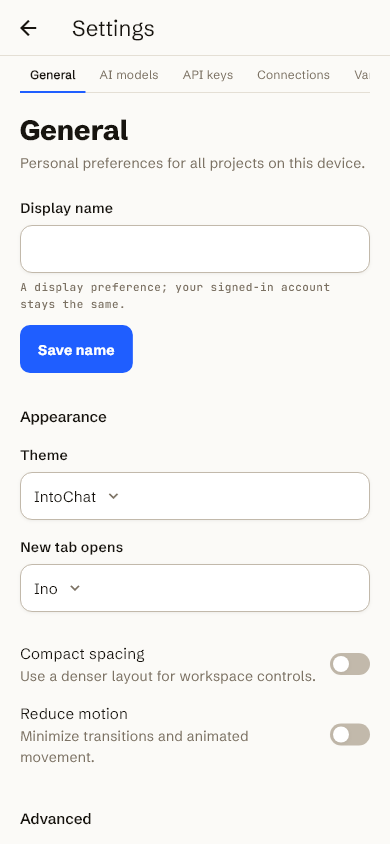 Settings
General
AI models
API keys
Connections
General
Personal preferences for all projects on this device.
Display name
A display preference; your signed-in account
stays the same.
Save name
Appearance
Theme
IntoChat
New tab opens
Ino
Compact spacing
Use a denser layout for workspace controls.
Reduce motion
Minimize transitions and animated
movement.
Advanced